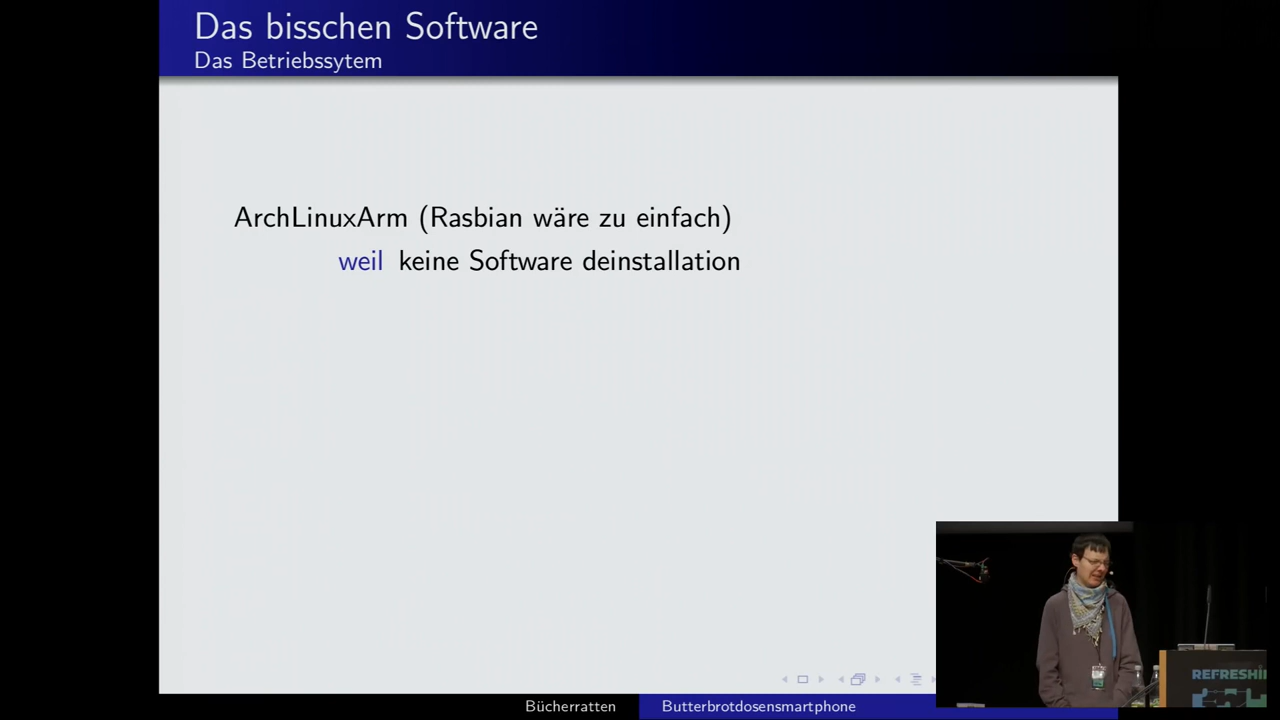 Das bisschen Software
Das Betriebssytem
ArchLinuxArm (Rasbian wäre zu einfach)
weil keine Software deinstallation
Bücherratten
Butterbrotdosensmartphone